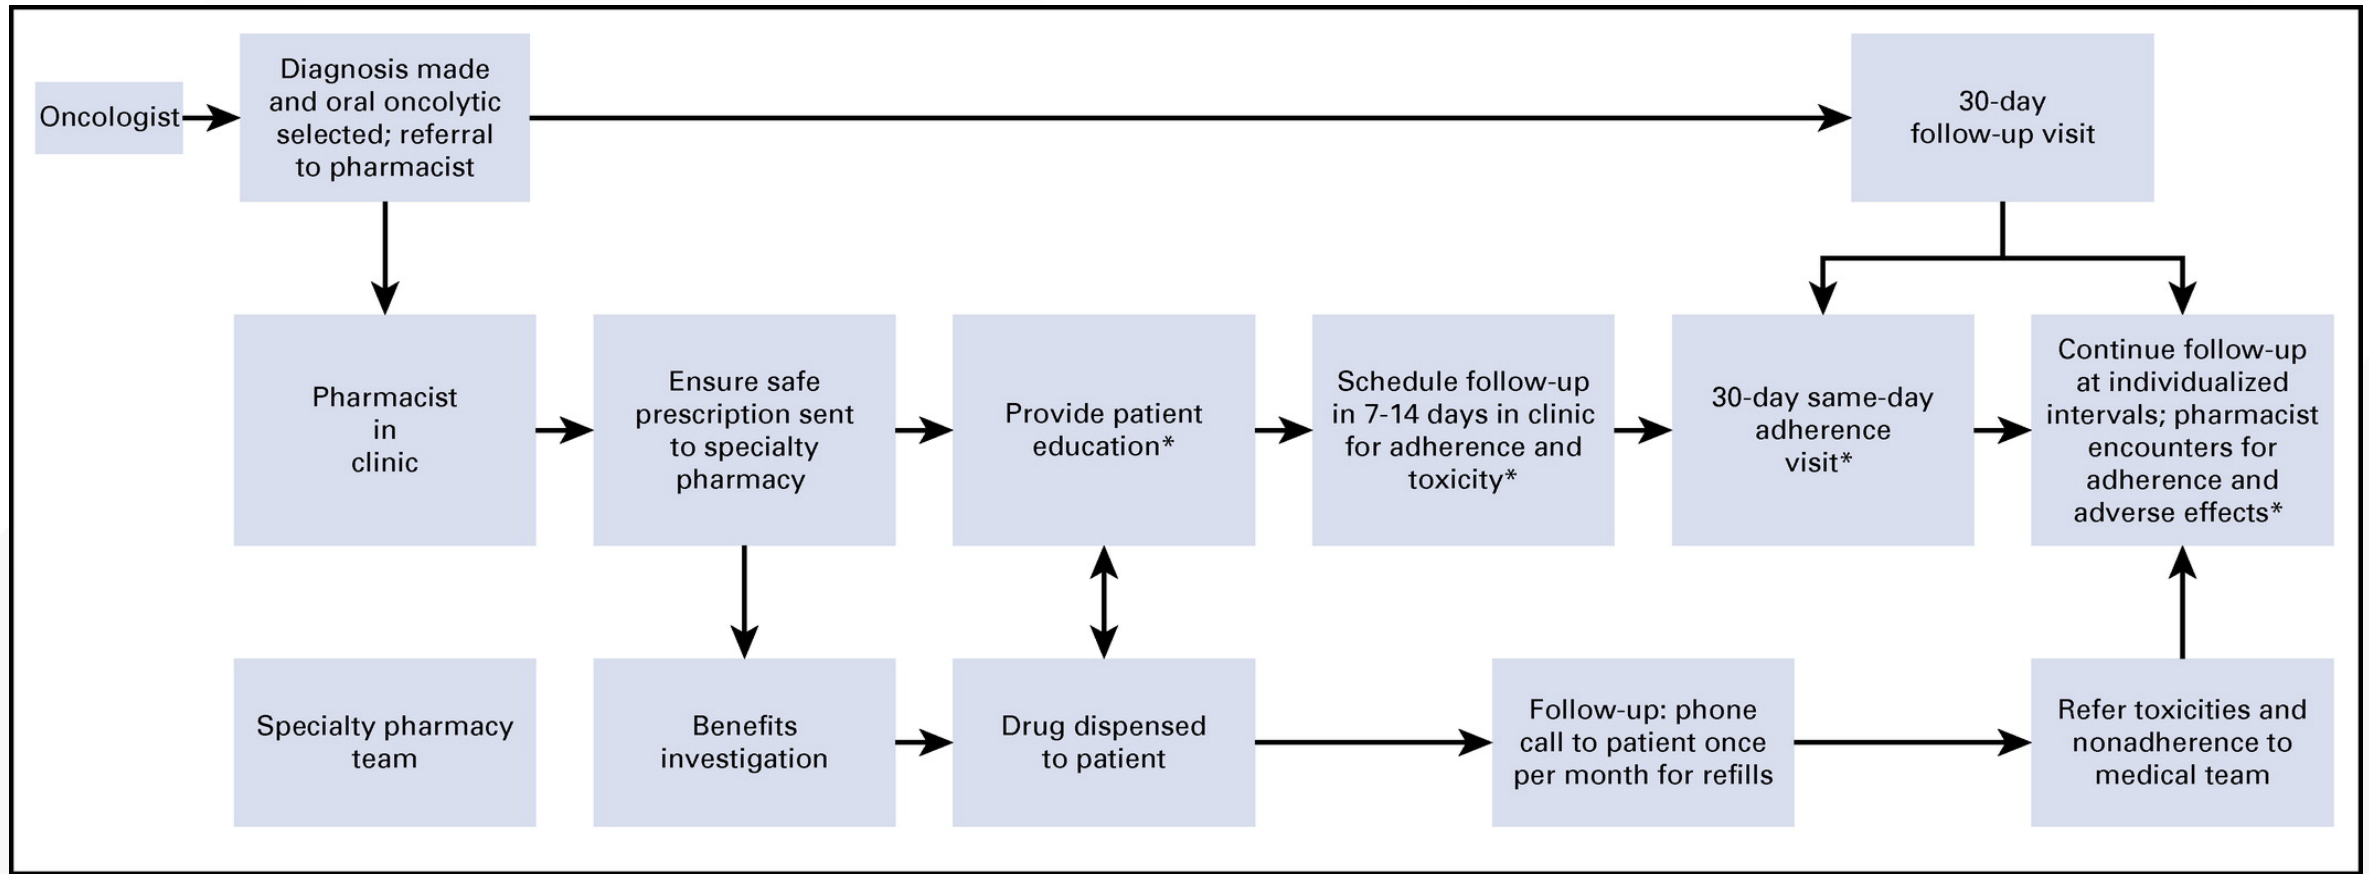 Oncologist
Diagnosis made
and oral oncolytic
selected; referral
to pharmacist
30-day
follow-up visit
Pharmacist
in
clinic
Ensure safe
prescription sent
to specialty
pharmacy
Provide patient
education*
Schedule follow-up
in 7-14 days in clinic
for adherence and
toxicity*
30-day same-day
adherence
visit*
Continue follow-up
at individualized
intervals; pharmacist
encounters for
adherence and
adverse effects*
Specialty pharmacy
team
Benefits
investigation
Drug dispensed
to patient
Follow-up: phone
call to patient once
per month for refills
Refer toxicities and
nonadherence to
medical team